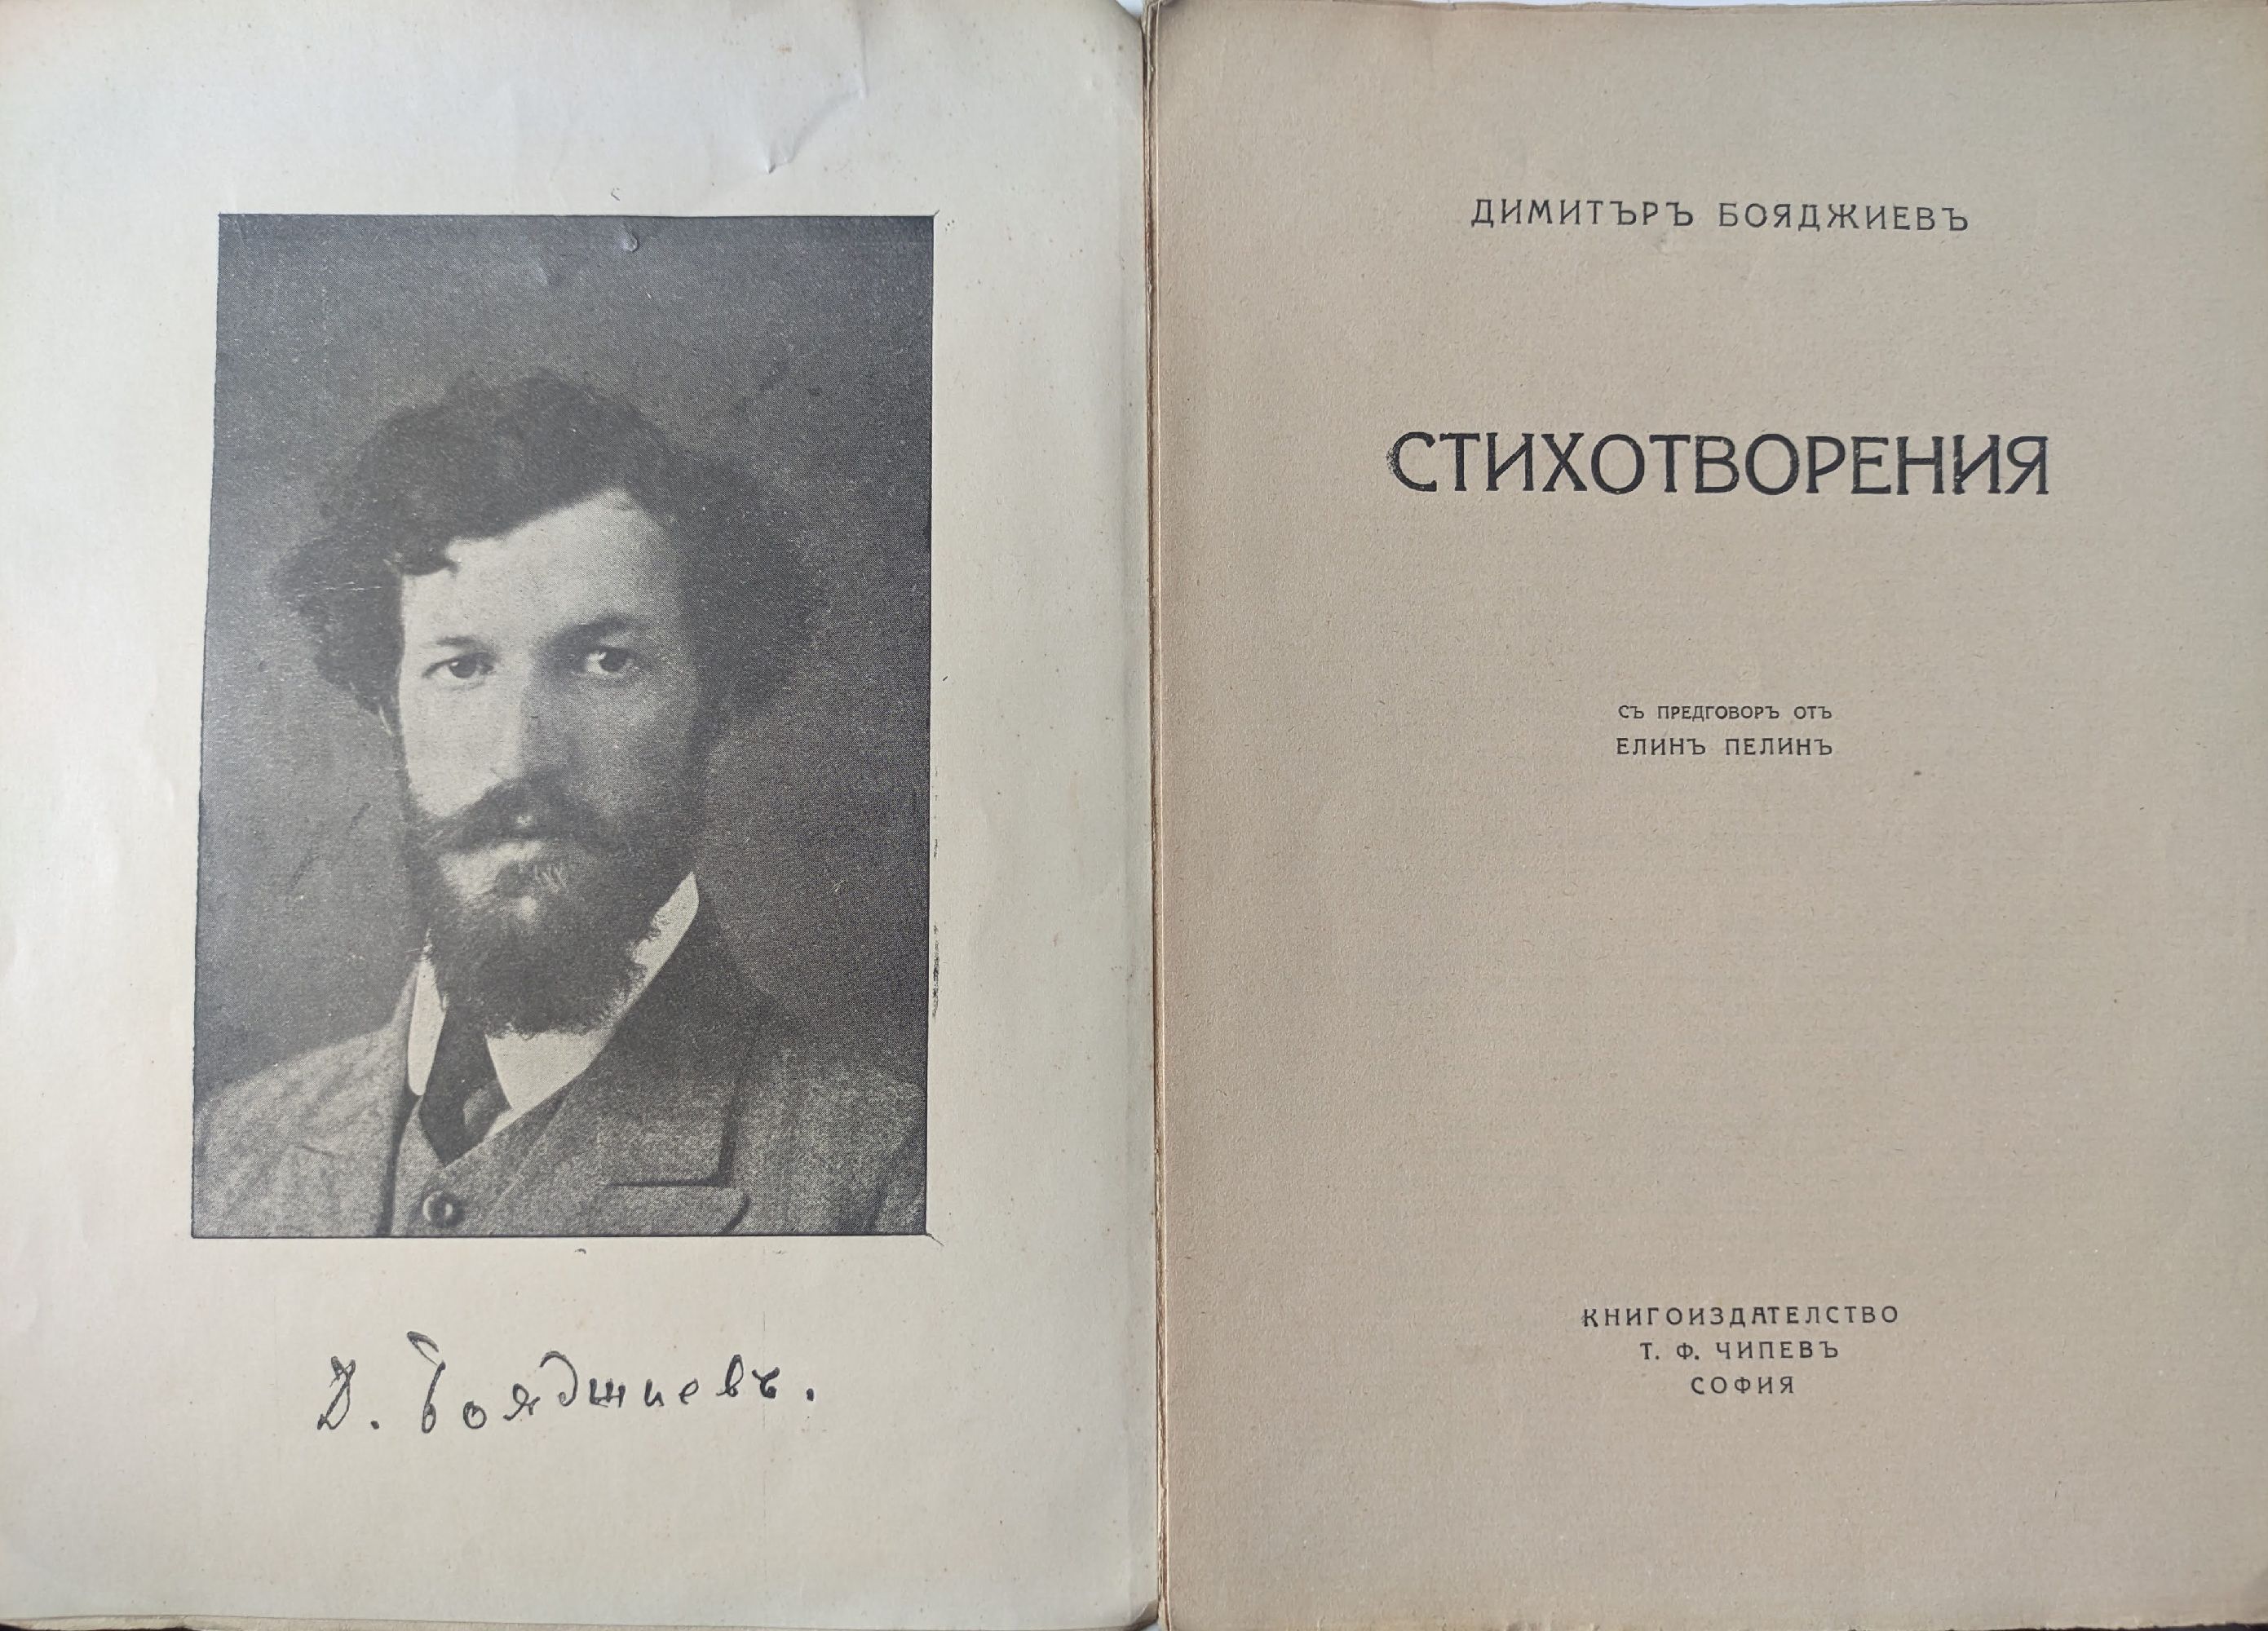 Д. Бояджиевъ.
ДИМИТЪРЪ БОЯДЖИЕВЪ
СТИХОТВОРЕНИЯ
СЪ ПРЕДГОВОРЪ ОТЪ
ЕЛИНЪ ПЕЛИНЪ
КНИГОИЗДАТЕЛСТВО
Т. Ф. ЧИПЕВЪ
СОФИЯ